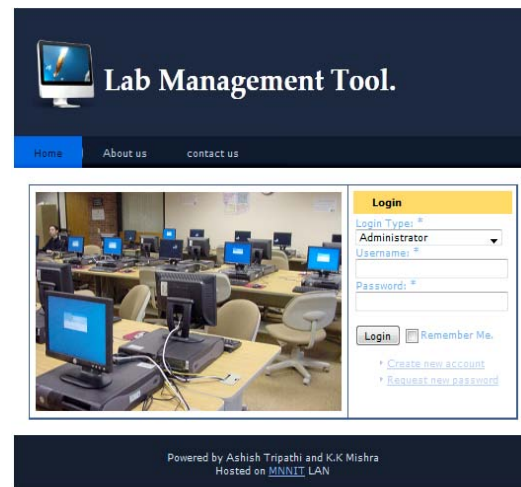 Lab Management Tool.
Home About us contact us
Login
Login Type: *
Administrator
Username: *
Password: *
Login Remember Me.
Create new account
Request new password
Powered by Ashish Tripathi and K.K Mishra
Hosted on MNNIT LAN